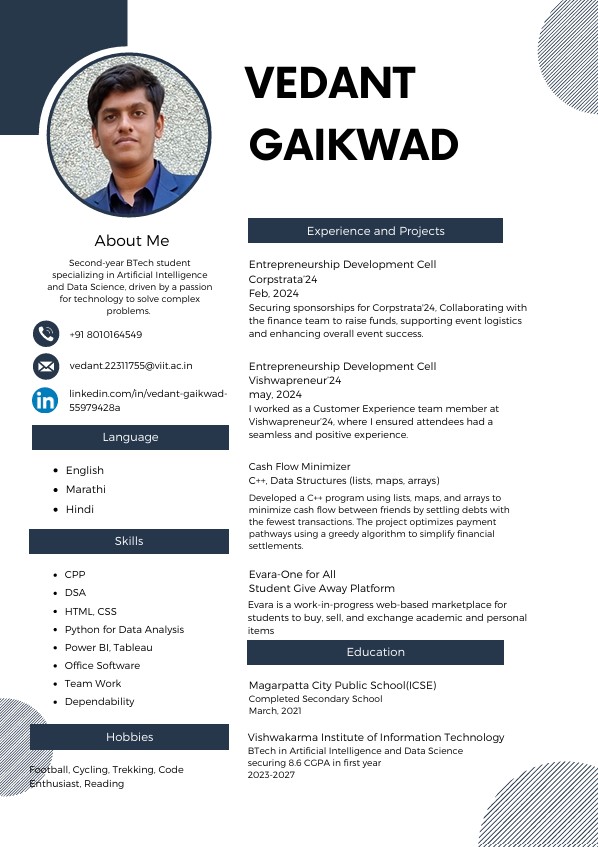 VEDANT
GAIKWAD
About Me
Second-year BTech student
specializing in Artificial Intelligence
and Data Science, driven by a passion
for technology to solve complex
problems.
+91 8010164549
vedant.22311755@viit.ac.in
in
linkedin.com/in/vedant-gaikwad-
55979428a
Language
English
Marathi
Hindi
Skills
CPP
DSA
HTML, CSS
Python for Data Analysis
Power BI, Tableau
Office Software
Team Work
Dependability
Hobbies
Football, Cycling, Trekking, Code
Enthusiast, Reading
Experience and Projects
Entrepreneurship Development Cell
Corpstrata'24
Feb, 2024
Securing sponsorships for Corpstrata'24, Collaborating with
the finance team to raise funds, supporting event logistics
and enhancing overall event success.
Entrepreneurship Development Cell
Vishwapreneur'24
may, 2024
I worked as a Customer Experience team member at
Vishwapreneur'24, where I ensured attendees had a
seamless and positive experience.
Cash Flow Minimizer
C++, Data Structures (lists, maps, arrays)
Developed a C++ program using lists, maps, and arrays to
minimize cash flow between friends by settling debts with
the fewest transactions. The project optimizes payment
pathways using a greedy algorithm to simplify financial
settlements.
Evara-One for All
Student Give Away Platform
Evara is a work-in-progress web-based marketplace for
students to buy, sell, and exchange academic and personal
items
Education
Magarpatta City Public School(ICSE)
Completed Secondary School
March, 2021
Vishwakarma Institute of Information Technology
BTech in Artificial Intelligence and Data Science
securing 8.6 CGPA in first year
2023-2027